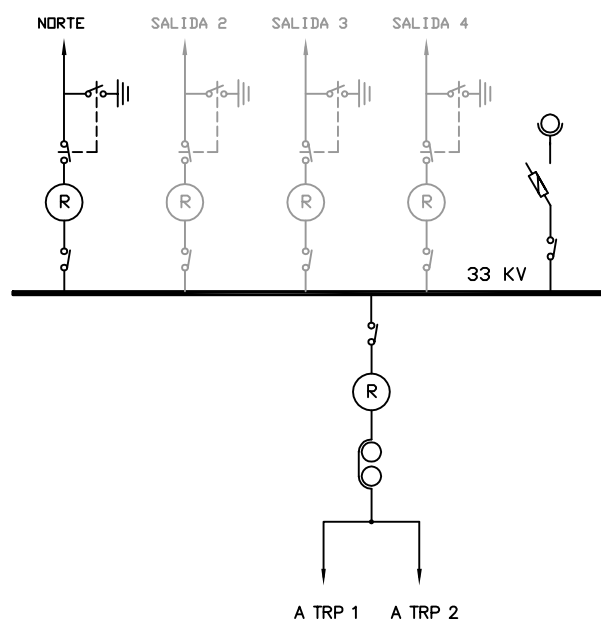 NORTE SALIDA 2 SALIDA 3 SALIDA 4
R R R R
33 KV
R
A TRP 1 A TRP 2